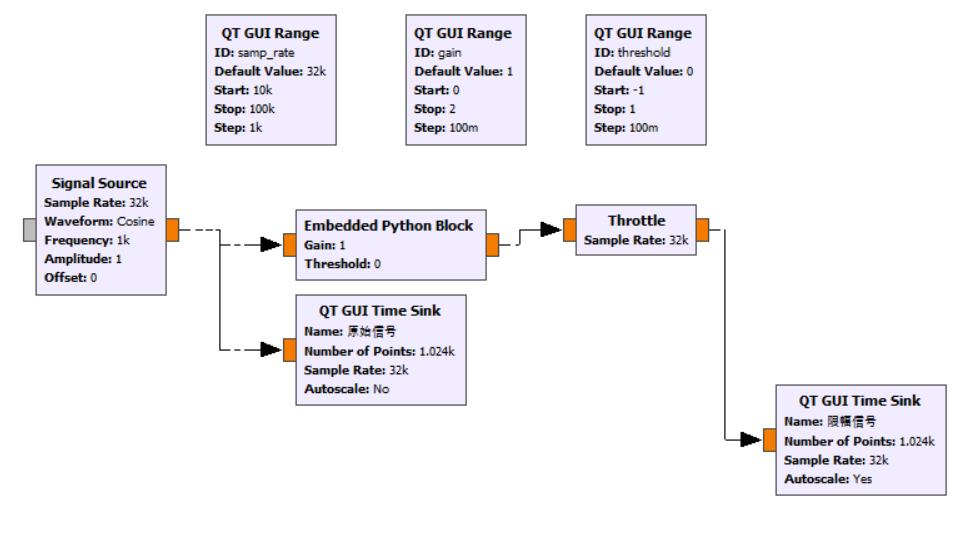 QT GUI Range
ID: samp_rate
Default Value: 32k
Start: 10k
Stop: 100k
Step: 1k
QT GUI Range
ID: gain
Default Value: 1
Start: 0
Stop: 2
Step: 100m
QT GUI Range
ID: threshold
Default Value: 0
Start: -1
Stop: 1
Step: 100m
Signal Source
Sample Rate: 32k
Waveform: Cosine
Frequency: 1k
Amplitude: 1
Offset: 0
Embedded Python Block
Gain: 1
Threshold: 0
Throttle
Sample Rate: 32k
QT GUI Time Sink
Name: 原始信号
Number of Points: 1.024k
Sample Rate: 32k
Autoscale: No
QT GUI Time Sink
Name: 限幅信号
Number of Points: 1.024k
Sample Rate: 32k
Autoscale: Yes